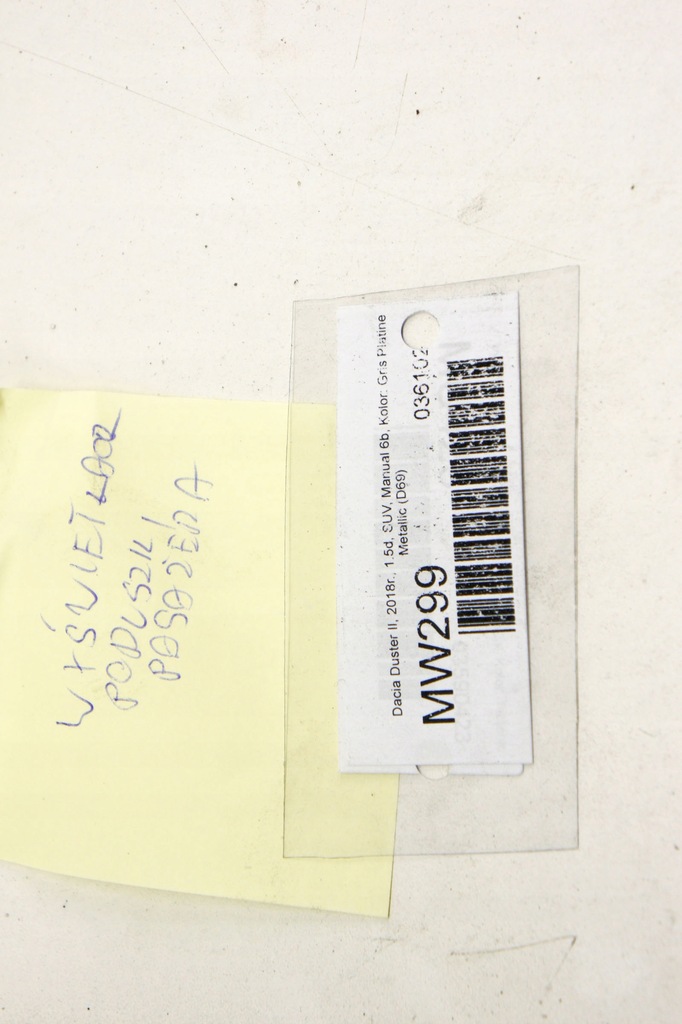 WYŚWIETLACZ
PODUSZKI
PASAŻERA
Dacia Duster II, 2018r., 1.5d, SUV, Manual 6b, Kolor: Gris Platine
Metallic (D69)
MW299
036102